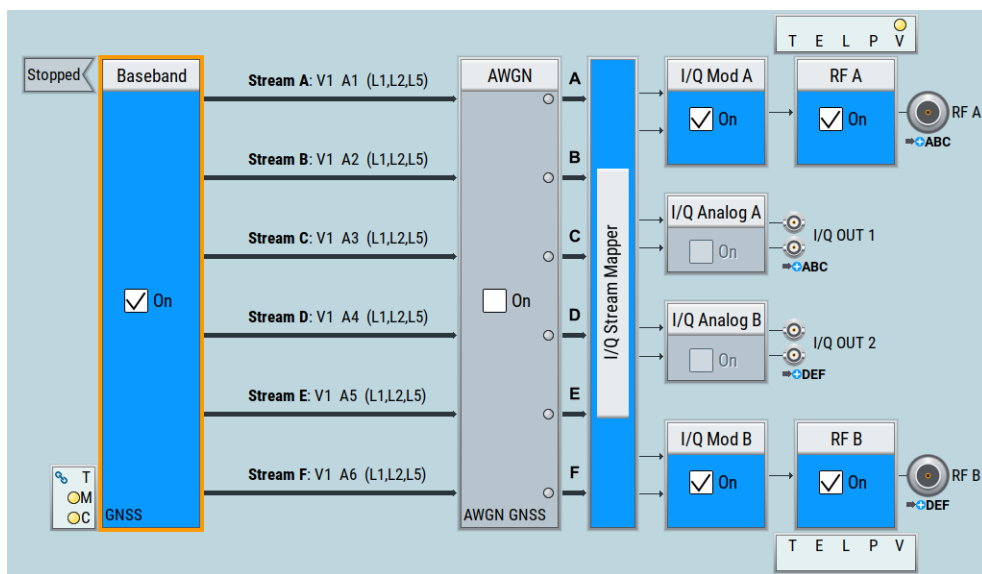 T E L P V
Stopped
Baseband
Stream A: V1 A1 (L1,L2,L5)
AWGN
A
I/Q Mod A
RF A
On
On
RF A
ABC
Stream B: V1 A2 (L1,L2,L5)
B
I/Q Analog A
Stream C: V1 A3 (L1,L2,L5)
C
On
I/Q OUT 1
ABC
I/Q Stream Mapper
On
On
Stream D: V1 A4 (L1,L2,L5)
D
I/Q Analog B
On
I/Q OUT 2
DEF
Stream E: V1 A5 (L1,L2,L5)
E
I/Q Mod B
RF B
Stream F: V1 A6 (L1,L2,L5)
F
On
On
RF B
DEF
T
M
C
GNSS
AWGN GNSS
T E L P V